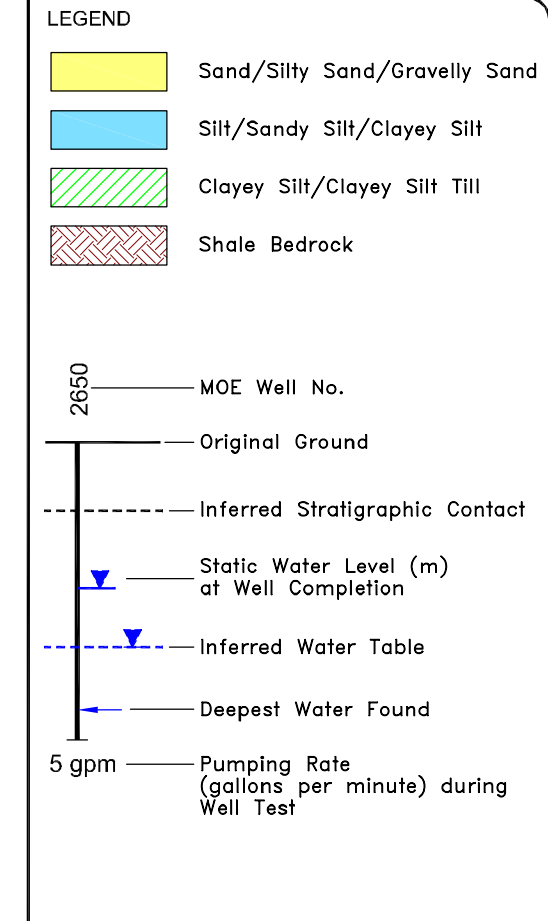 LEGEND
Sand/Silty Sand/Gravelly Sand
Silt/Sandy Silt/Clayey Silt
Clayey Silt/Clayey Silt Till
Shale Bedrock
2650
MOE Well No.
Original Ground
Inferred Stratigraphic Contact
Static Water Level (m)
at Well Completion
Inferred Water Table
Deepest Water Found
5 gpm
Pumping Rate
(gallons per minute) during
Well Test